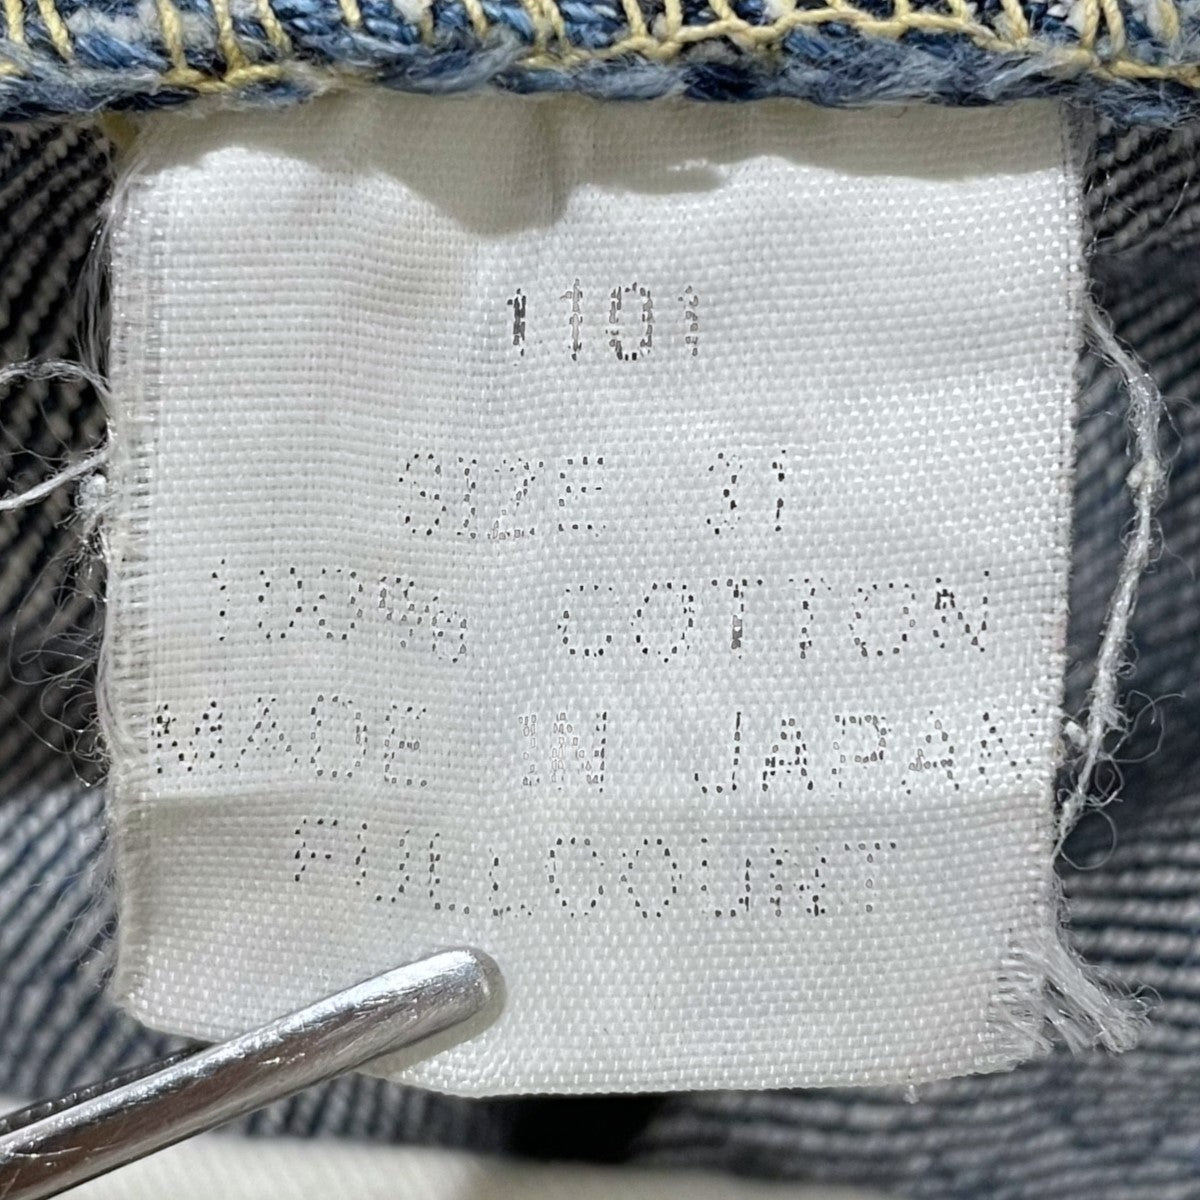 1101
SIZE 31
100% COTTON
MADE IN JAPAN
FULLCOUNT